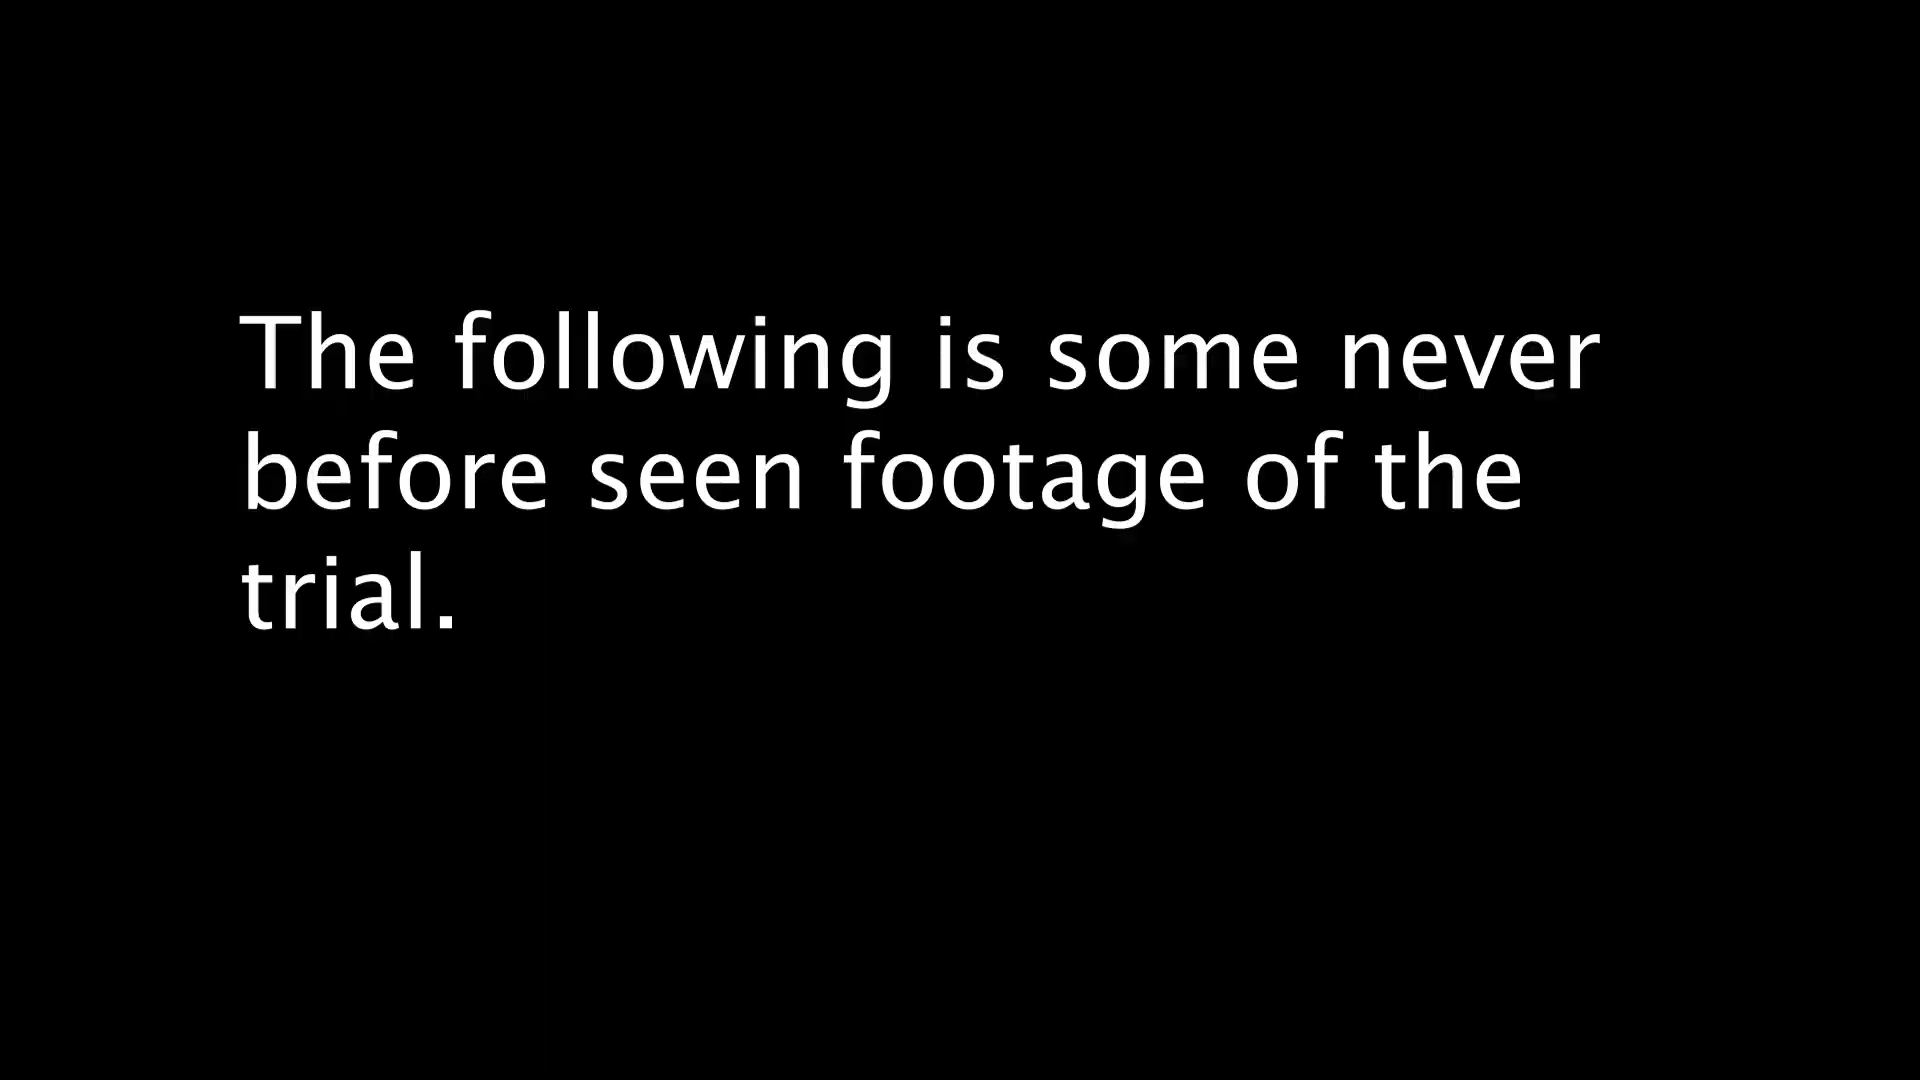 The following is some never
before seen footage of the
trial.